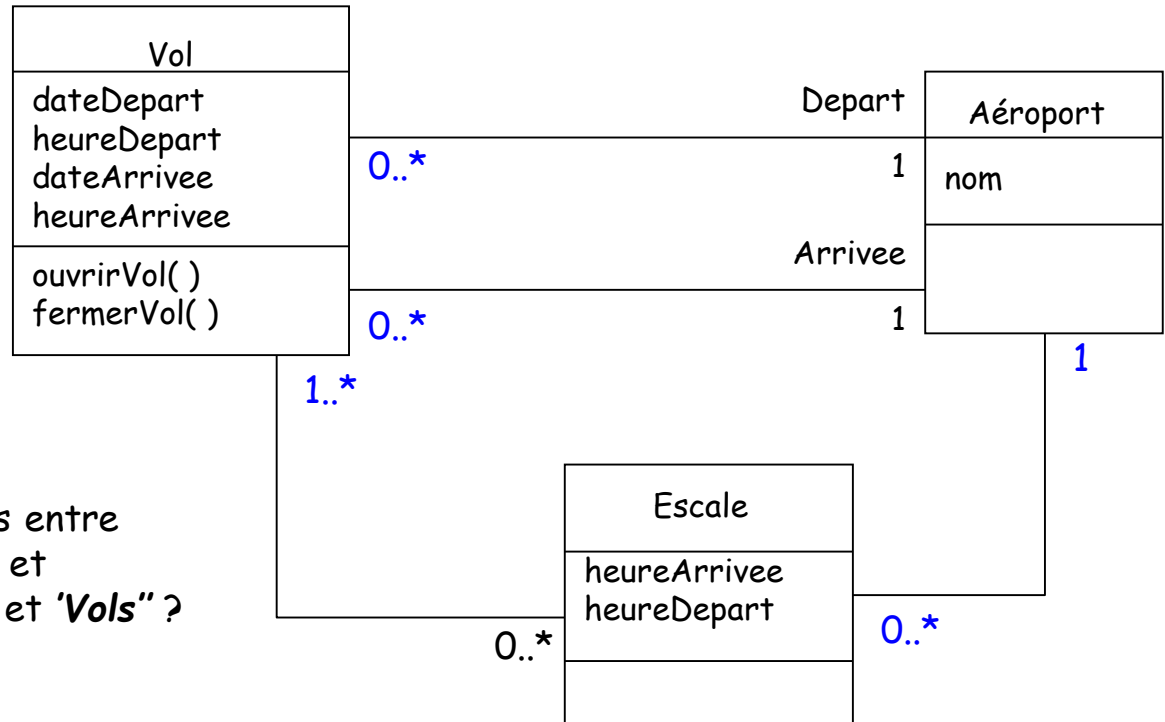 Vol
dateDepart
heureDepart
dateArrivee
heureArrivee
ouvrirVol( )
fermerVol( )
Depart
0..*
1
Arrivee
0..*
1
Aéroport
nom
1..*
1
s entre
et
et 'Vols" ?
Escale
heureArrivee
heureDepart
0..*
0..*